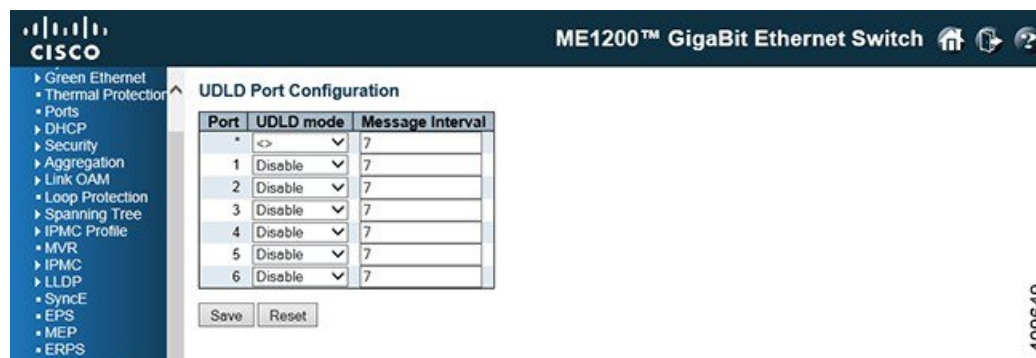 CISCO
ME1200™ GigaBit Ethernet Switch
Green Ethernet
Thermal Protection
Ports
DHCP
Security
Aggregation
Link OAM
Loop Protection
Spanning Tree
IPMC Profile
MVR
IPMC
LLDP
SyncE
EPS
MEP
ERPS
UDLD Port Configuration
Port UDLD mode Message Interval
* <> 7
1 Disable 7
2 Disable 7
3 Disable 7
4 Disable 7
5 Disable 7
6 Disable 7
Save Reset